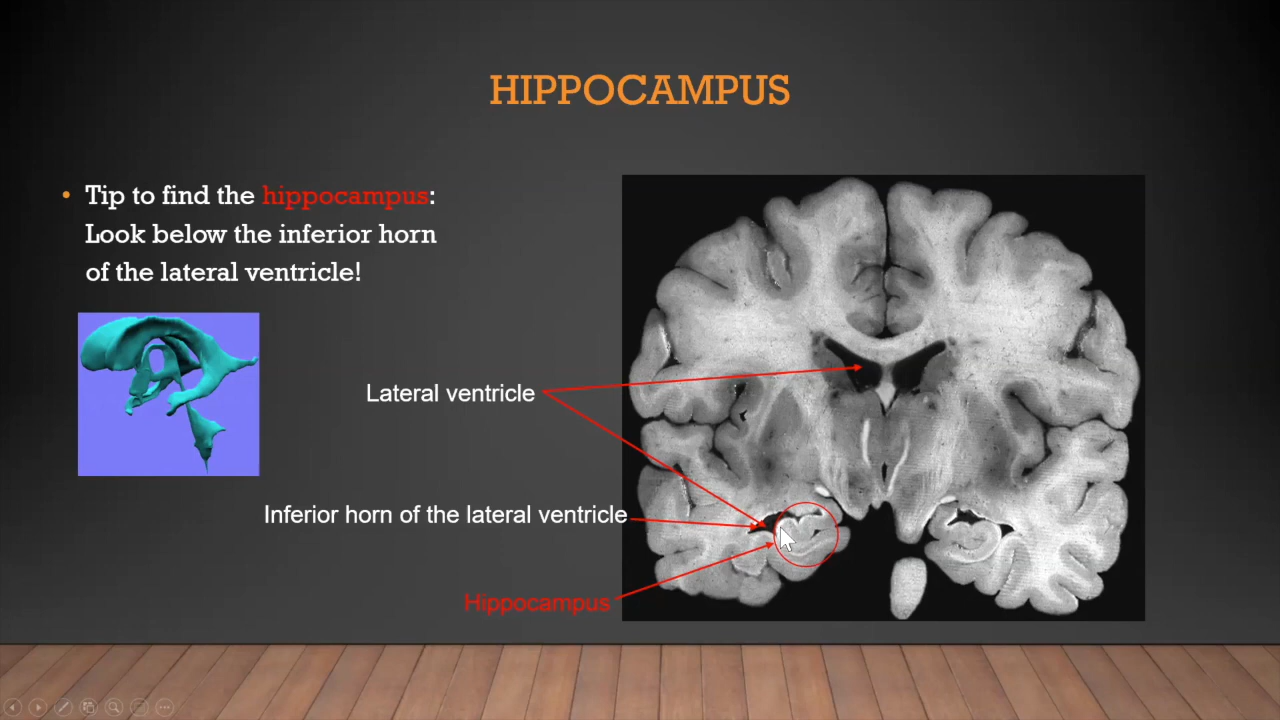 HIPPOCAMPUS
• Tip to find the hippocampus:
Look below the inferior horn
of the lateral ventricle!
Lateral ventricle
Inferior horn of the lateral ventricle
Hippocampus